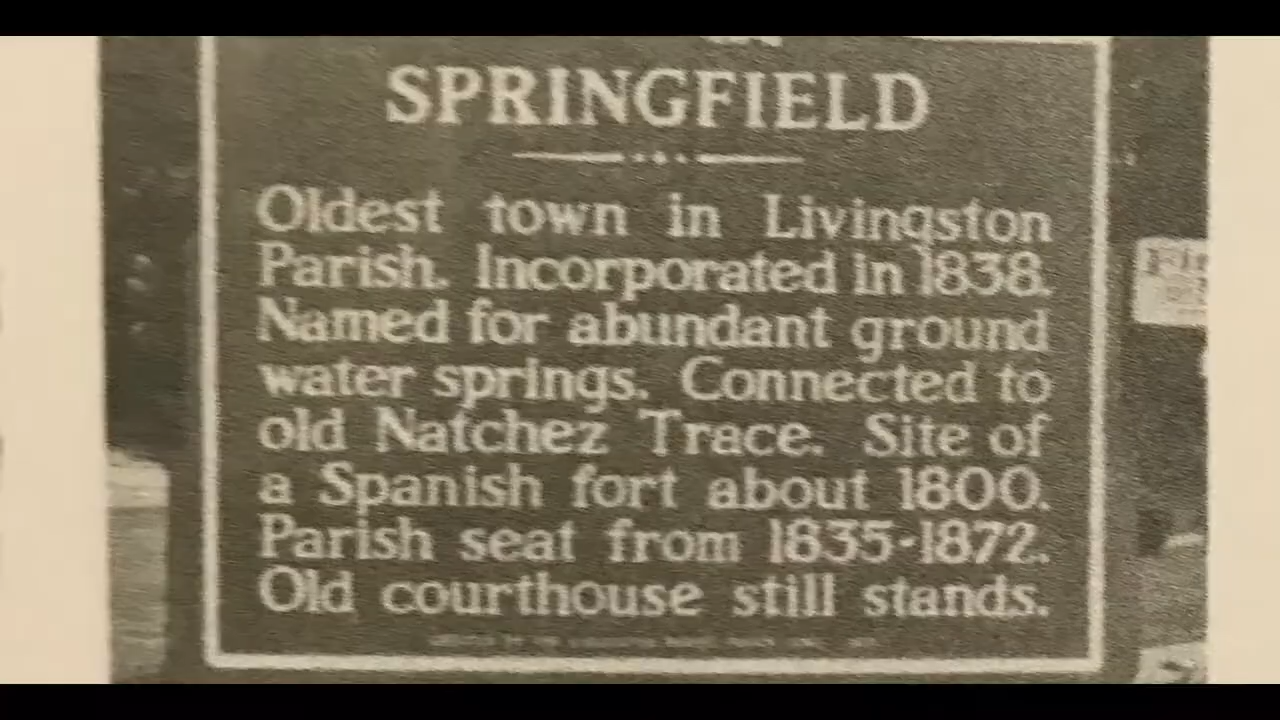 SPRINGFIELD
Oldest town in Livingston
Parish. Incorporated in 1838.
Named for abundant ground
water springs. Connected to
old Natchez Trace. Site of
a Spanish fort about 1800.
Parish seat from 1835-1872.
Old courthouse still stands.